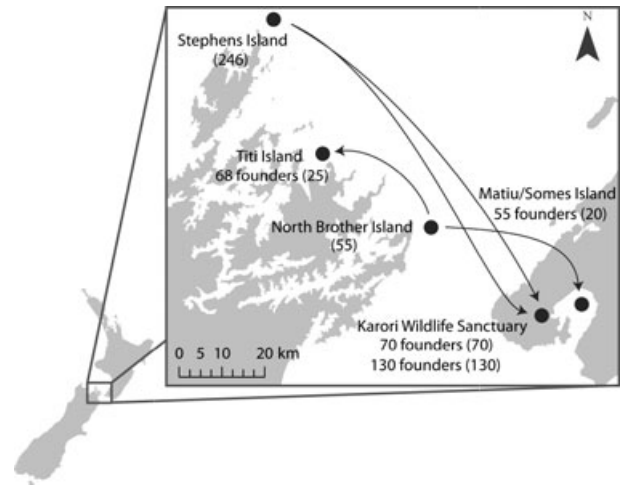 N
Stephens Island
(246)
Titi Island
68 founders (25)
Matiu/Somes Island
55 founders (20)
North Brother Island
(55)
Karori Wildlife Sanctuary
70 founders (70)
130 founders (130)
0 5 10 20 km